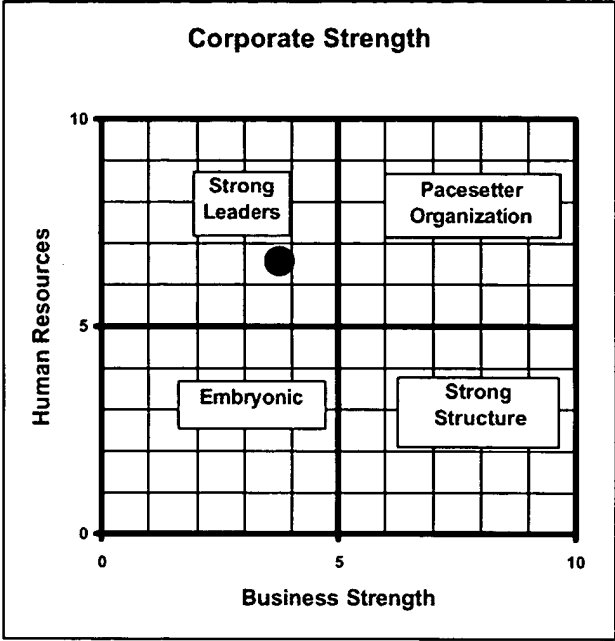 Corporate Strength
10
Strong
Leaders
Pacesetter
Organization
Human Resources
5
Embryonic
Strong
Structure
0
0
5
10
Business Strength